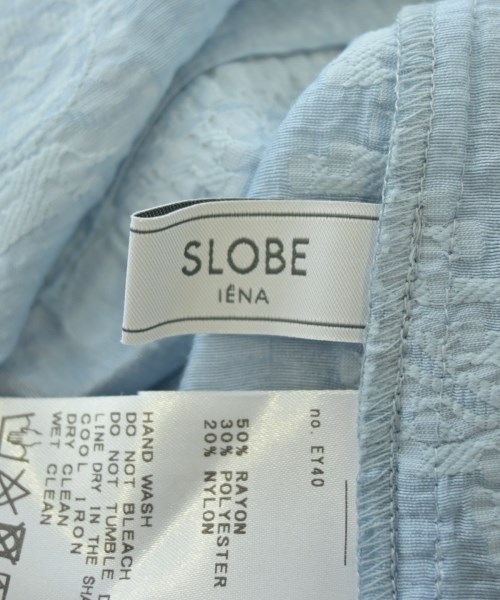 SLOBE
IÉNA
no. EY40
50% RAYON
30% POLYESTER
20% NYLON
HAND WASH
DO NOT BLEACH
DO NOT TUMBLE
LINE DRY IN THE
COOL IRON
DRY CLEAN
WET CLEAN